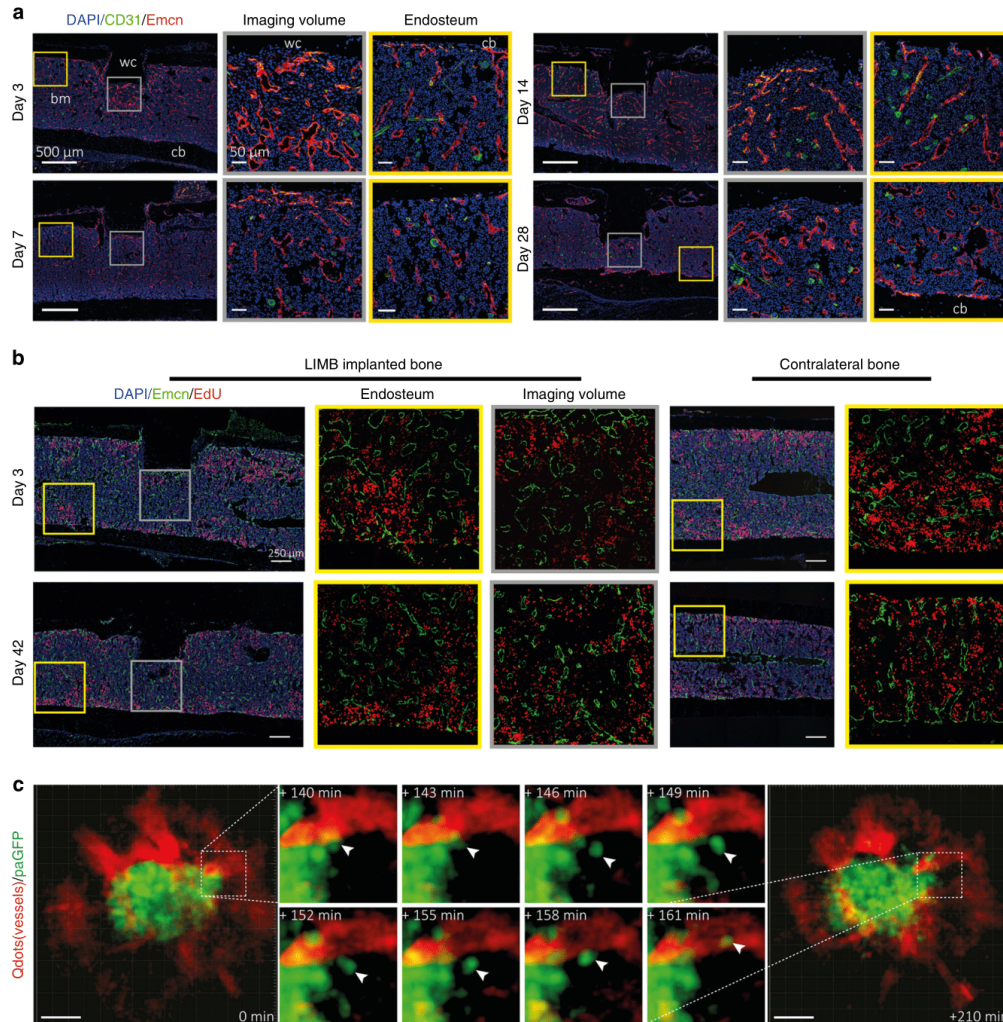 a
DAPI/CD31/Emcn
Imaging volume
Endosteum
Day 3
wc
bm
cb
500 μm
wc
50 μm
cb
Day 14
Day 7
Day 28
cb
b
LIMB implanted bone
Contralateral bone
DAPI/Emcn/EdU
Endosteum
Imaging volume
Day 3
250 μm
Day 42
c
Qdots(vessels)/paGFP
0 min
+ 140 min
+ 143 min
+ 146 min
+ 149 min
+ 152 min
+ 155 min
+ 158 min
+ 161 min
+210 min